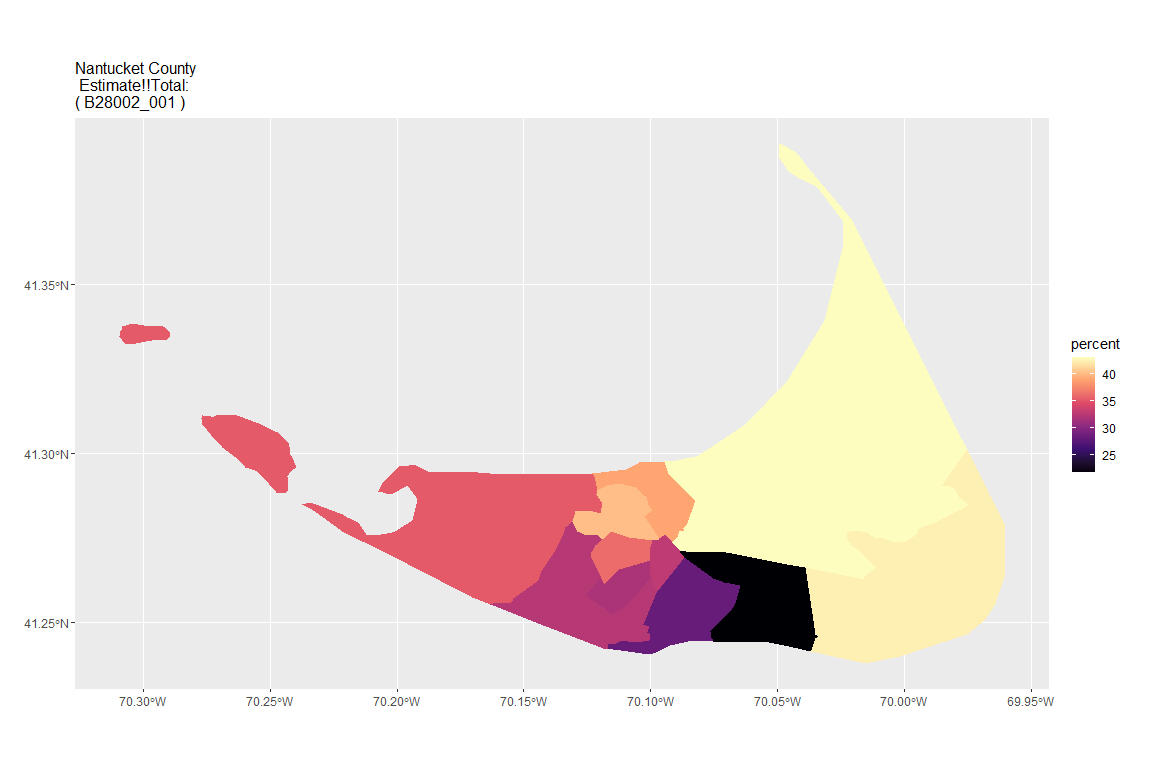 Nantucket County
Estimate!!Total:
( B28002_001 )
41.35°N
41.30°N
41.25°N
70.30°W 70.25°W 70.20°W 70.15°W 70.10°W 70.05°W 70.00°W 69.95°W
percent
40
35
30
25